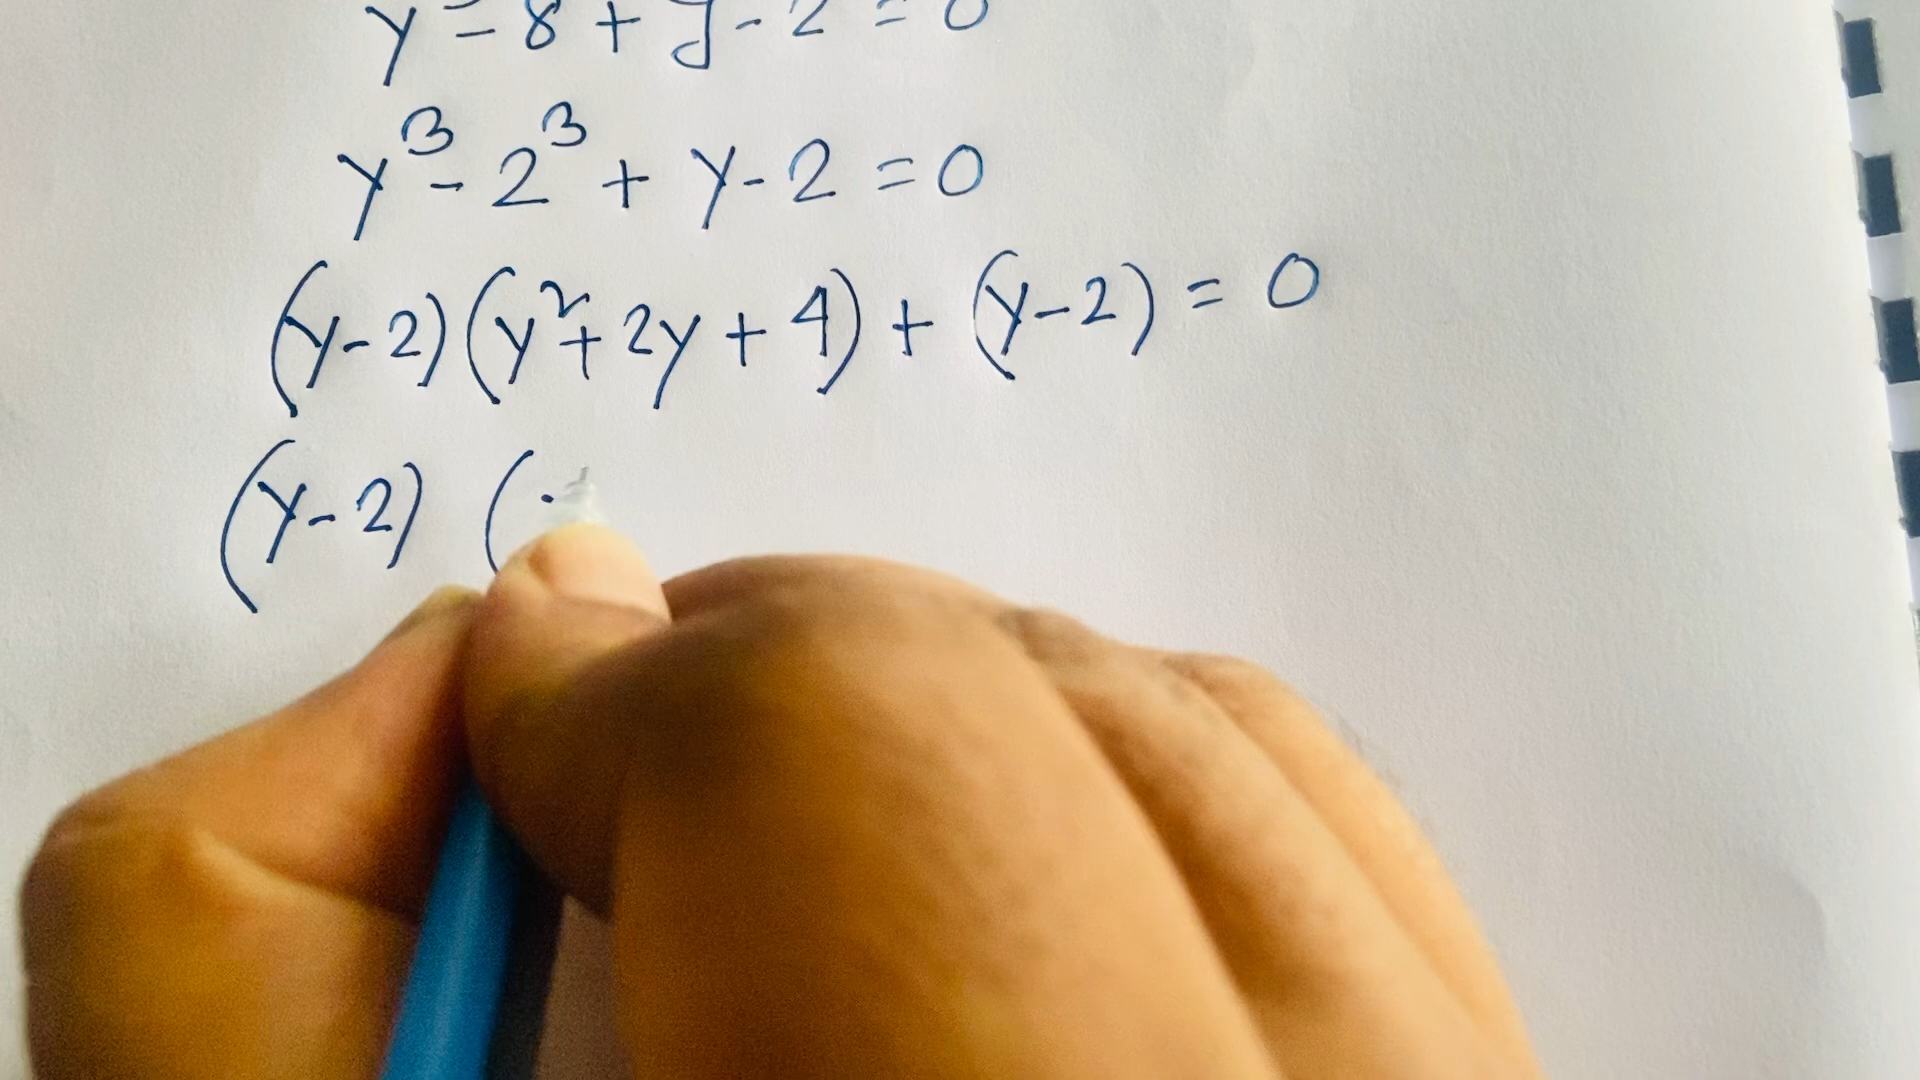 y³ - 8 + y - 2 = 0
y³ - 2³ + y - 2 = 0
(y-2)(y²+2y+4) + (y-2) = 0
(y-2) (